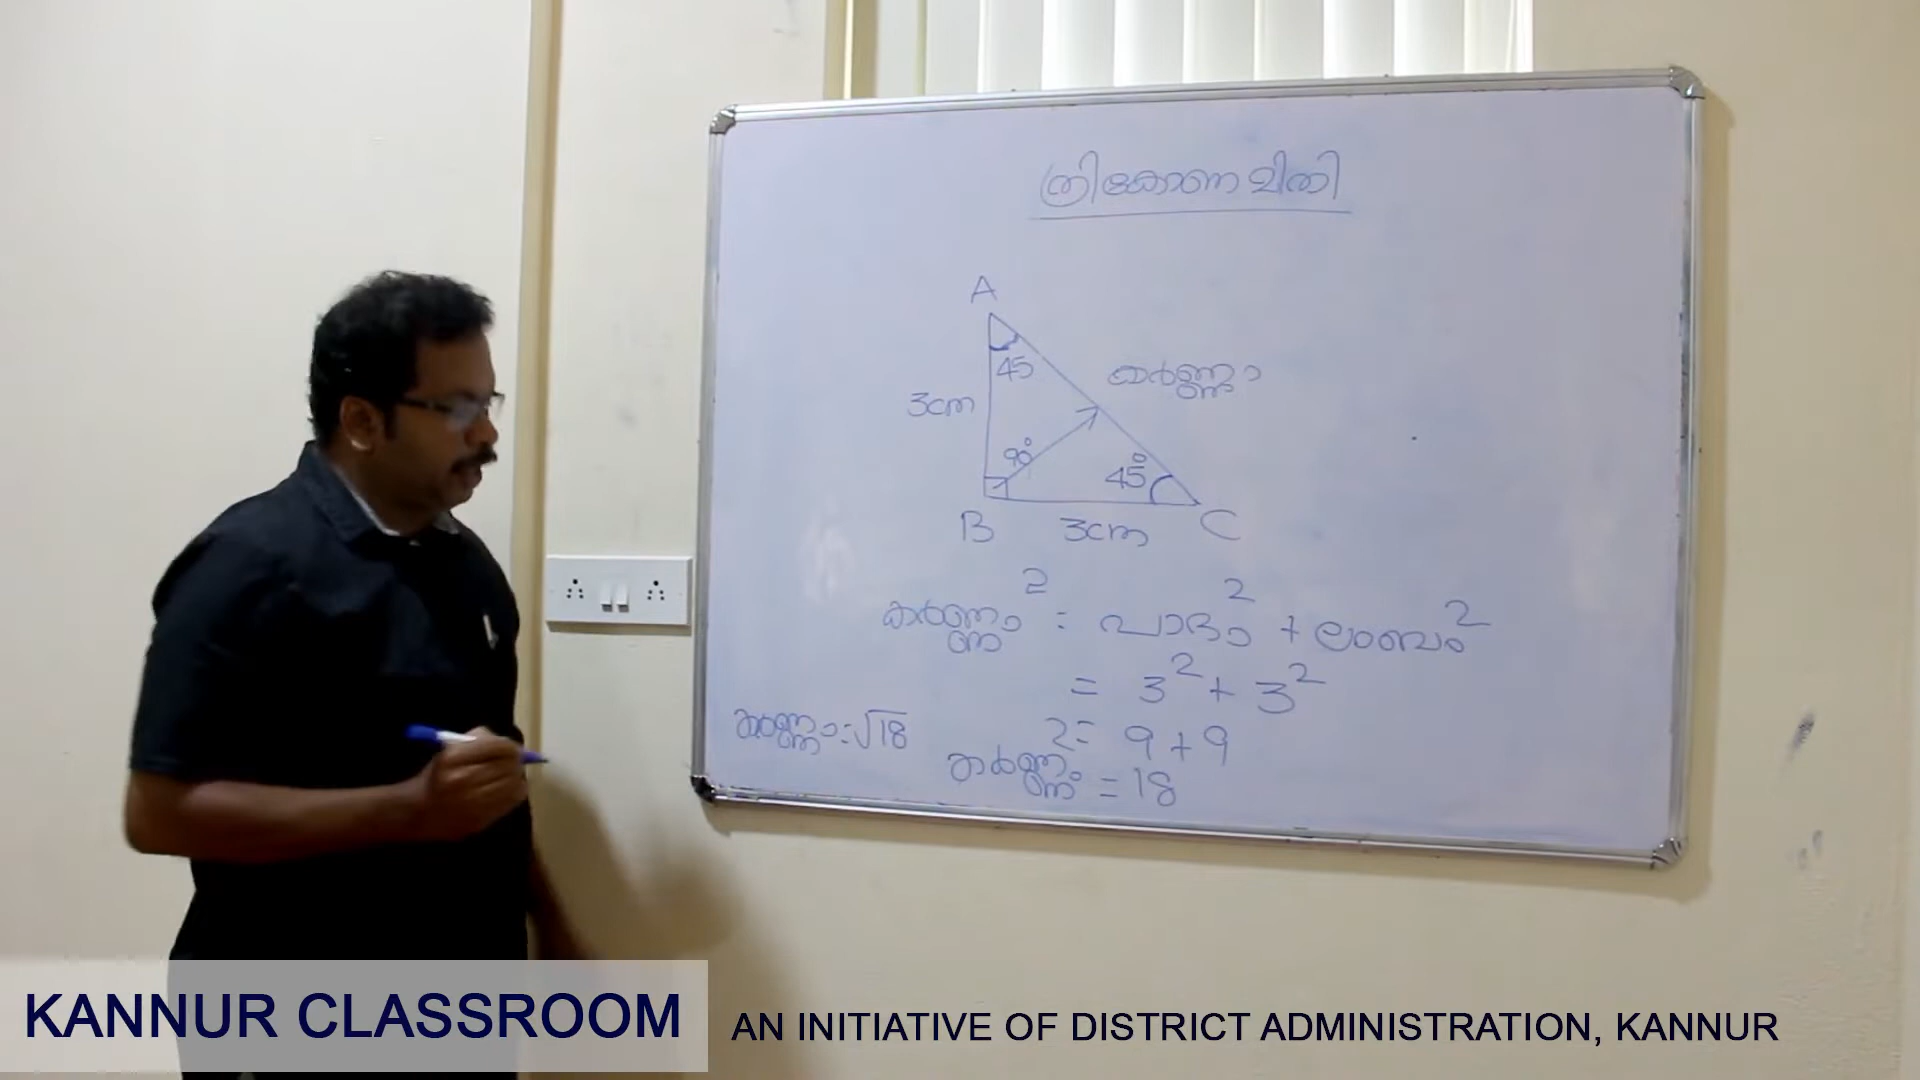 ത്രികോണമിതി
A
45
കർണ്ണം
3cm
90°
45°
B
3cm
C
കർണ്ണം² = പാദം² + ലംബം²
= 3² + 3²
= 9 + 9
കർണ്ണം² = 18
കർണ്ണം = √18
KANNUR CLASSROOM
AN INITIATIVE OF DISTRICT ADMINISTRATION, KANNUR